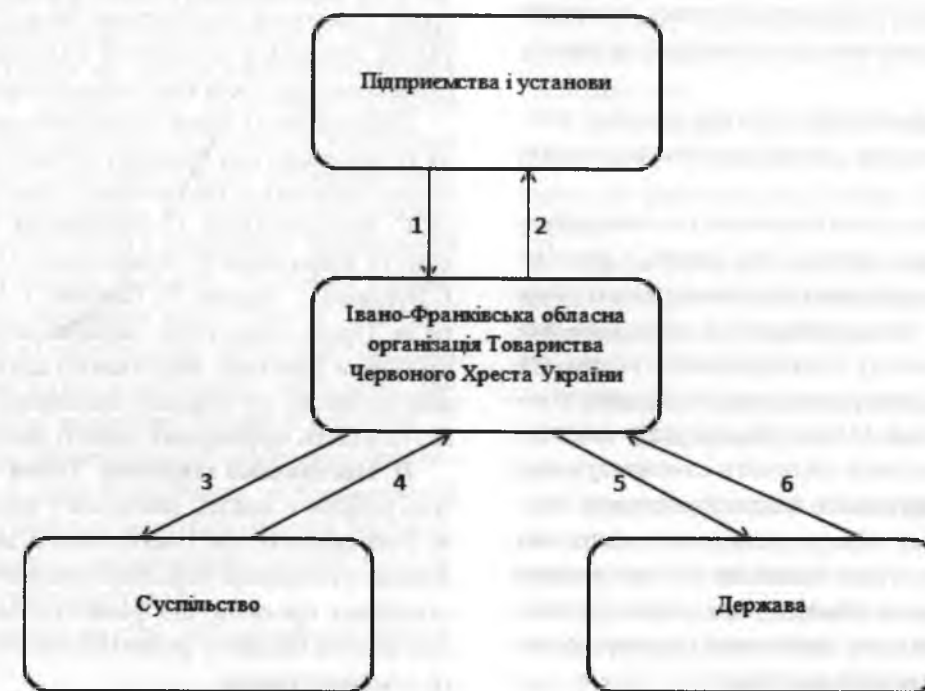 Підприємства і установи
1
2
Івано-Франківська обласна
організація Товариства
Червоного Хреста України
3
4
5
6
Суспільство
Держава